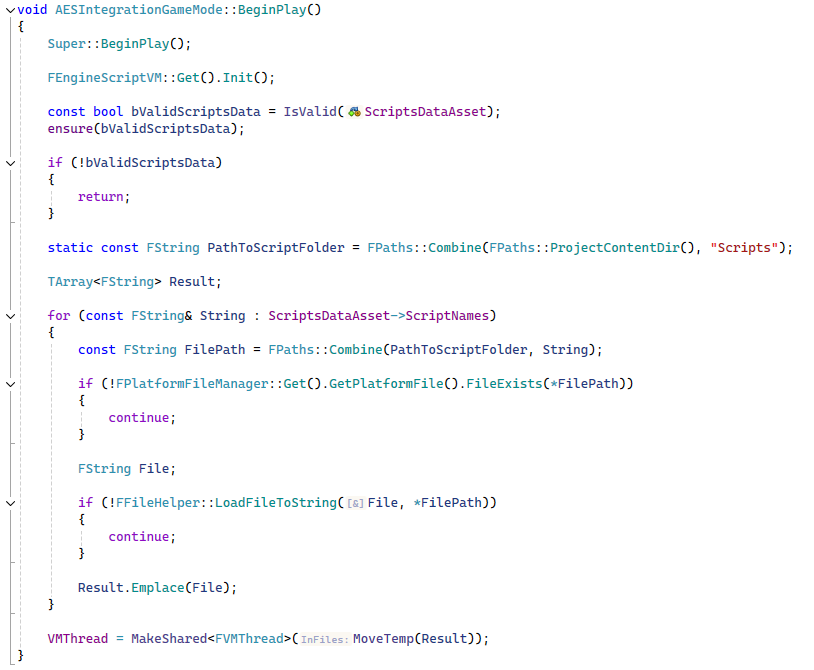 void AESIntegrationGameMode::BeginPlay()
{
    Super::BeginPlay();

    FEngineScriptVM::Get().Init();

    const bool bValidScriptsData = IsValid(ScriptsDataAsset);
    ensure(bValidScriptsData);

    if (!bValidScriptsData)
    {
        return;
    }

    static const FString PathToScriptFolder = FPaths::Combine(FPaths::ProjectContentDir(), "Scripts");

    TArray<FString> Result;

    for (const FString& String : ScriptsDataAsset->ScriptNames)
    {
        const FString FilePath = FPaths::Combine(PathToScriptFolder, String);

        if (!FPlatformFileManager::Get().GetPlatformFile().FileExists(*FilePath))
        {
            continue;
        }

        FString File;

        if (!FFileHelper::LoadFileToString([&]File, *FilePath))
        {
            continue;
        }

        Result.Emplace(File);
    }

    VMThread = MakeShared<FVMThread>(InFiles: MoveTemp(Result));
}